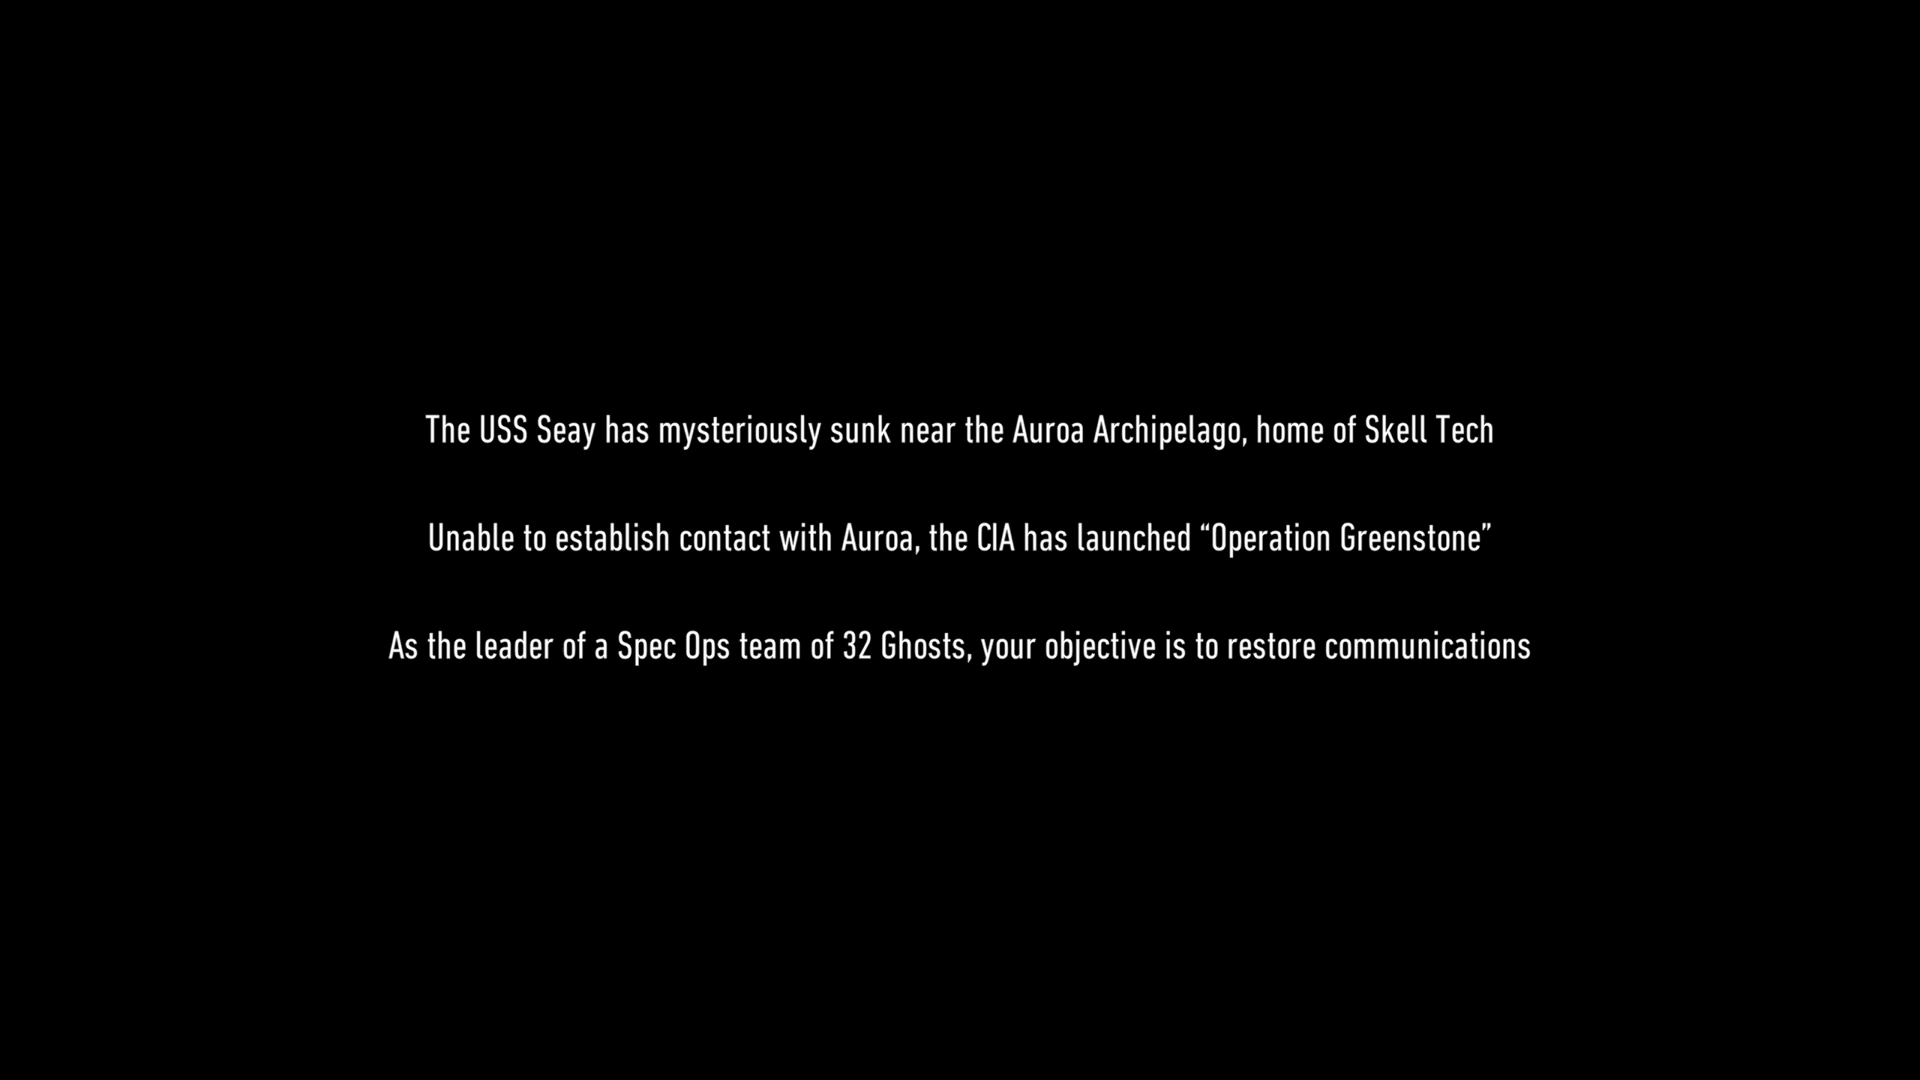 The USS Seay has mysteriously sunk near the Auroa Archipelago, home of Skell Tech
Unable to establish contact with Auroa, the CIA has launched “Operation Greenstone”
As the leader of a Spec Ops team of 32 Ghosts, your objective is to restore communications